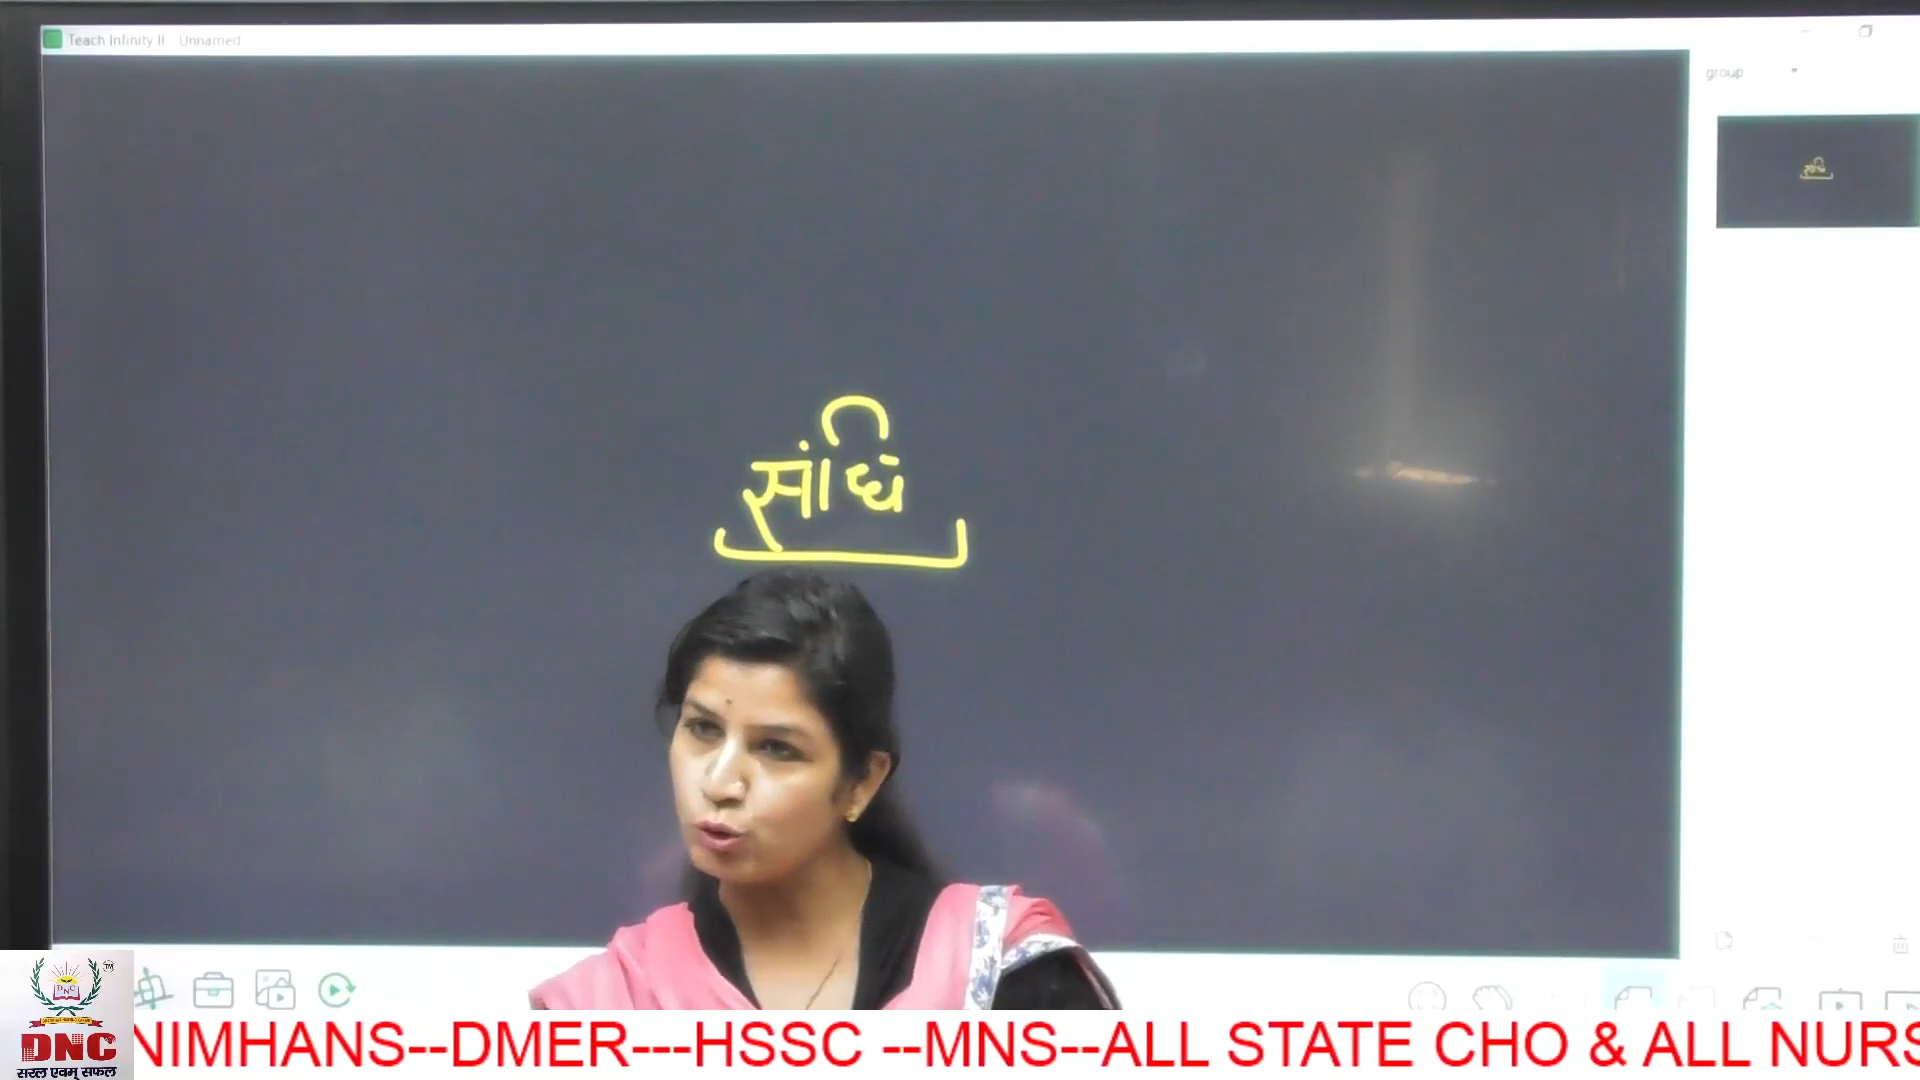 Teach Infinity II Unnamed
group
संधि
DNC
सरल एवम् सफल
NIMHANS--DMER---HSSC --MNS--ALL STATE CHO & ALL NURS